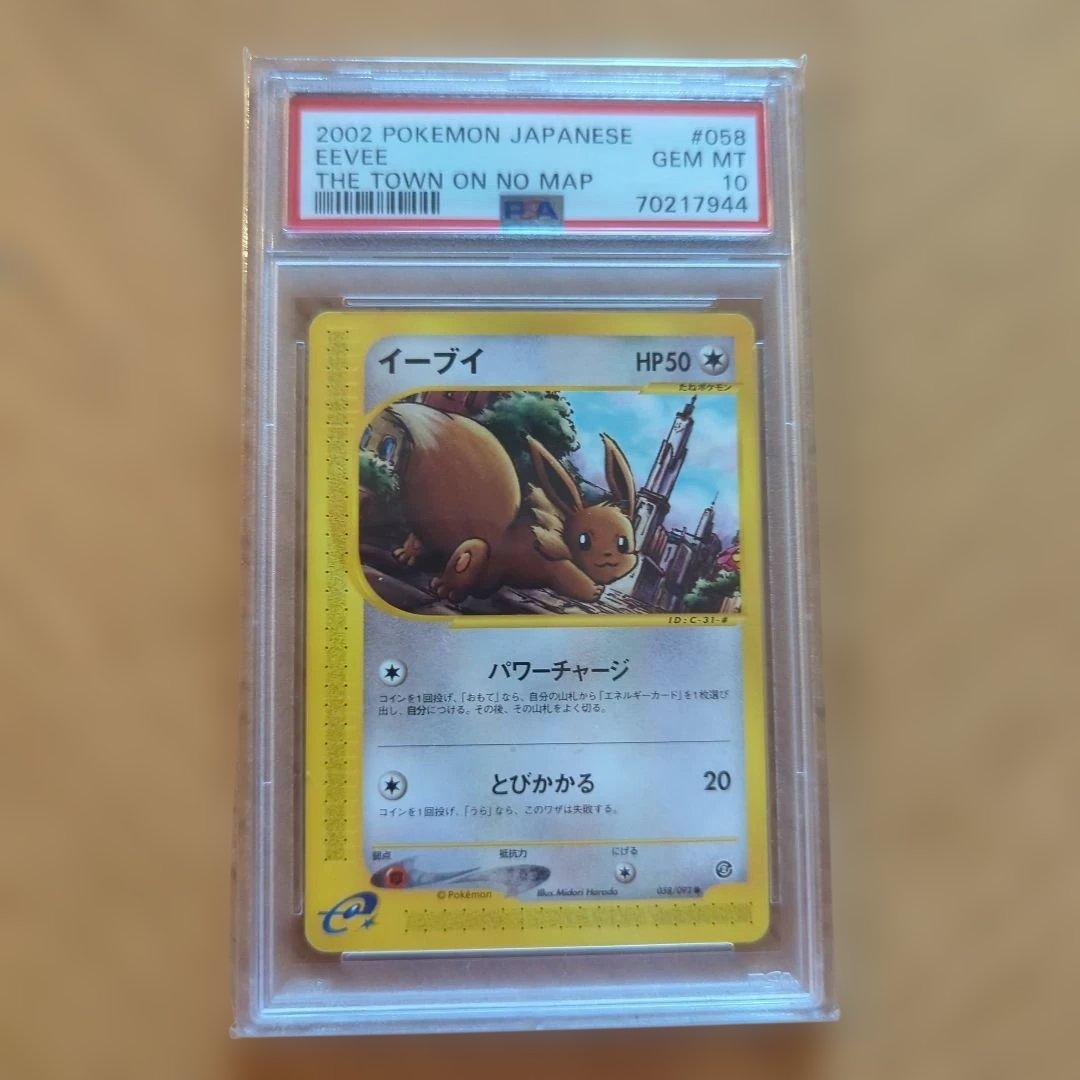 2002 POKEMON JAPANESE #058
EEVEE GEM MT
THE TOWN ON NO MAP 10
PSA 70217944
イーブイ HP50
たねポケモン
ID:C-31-#
パワーチャージ
コインを1回投げ、「おもて」なら、自分の山札から「エネルギーカード」を1枚選び
出し、自分につける。その後、その山札をよく切る。
とびかかる 20
コインを1回投げ、「うら」なら、このワザは失敗する。
弱点 抵抗力 にげる
©Pokémon Illus.Midori Harada 058/092
e